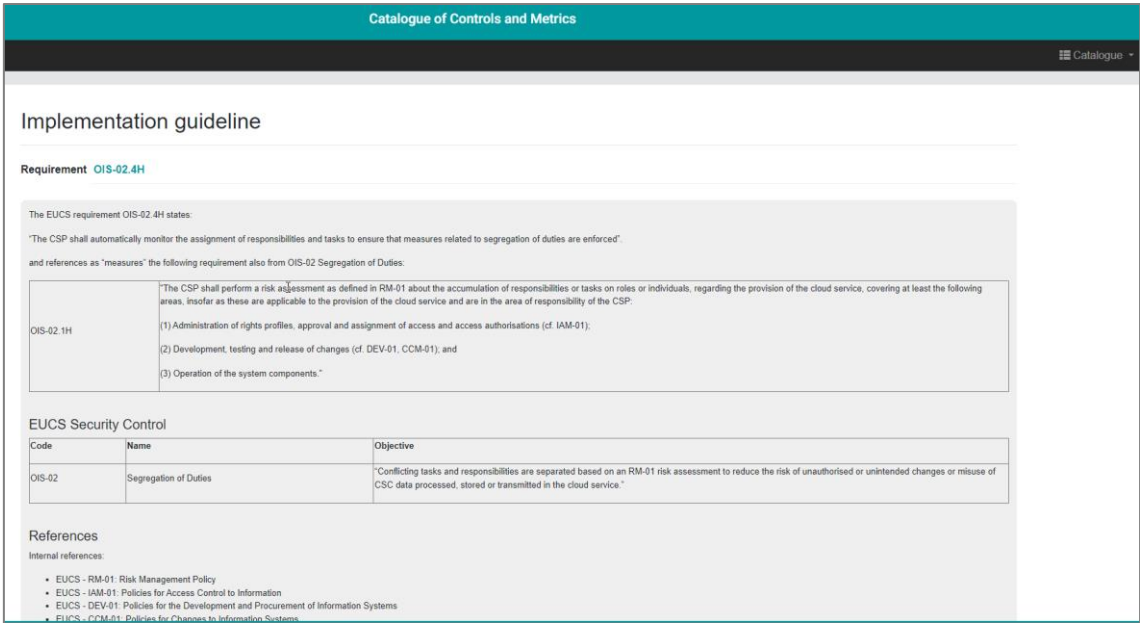 Catalogue of Controls and Metrics
Catalogue
Implementation guideline
Requirement OIS-02.4H
The EUCS requirement OIS-02.4H states:
“The CSP shall automatically monitor the assignment of responsibilities and tasks to ensure that measures related to segregation of duties are enforced”.
and references as “measures” the following requirement also from OIS-02 Segregation of Duties:
“The CSP shall perform a risk assessment as defined in RM-01 about the accumulation of responsibilities or tasks on roles or individuals, regarding the provision of the cloud service, covering at least the following
areas, insofar as these are applicable to the provision of the cloud service and are in the area of responsibility of the CSP:
(1) Administration of rights profiles, approval and assignment of access and access authorisations (cf. IAM-01);
OIS-02.1H
(2) Development, testing and release of changes (cf. DEV-01, CCM-01); and
(3) Operation of the system components.”
EUCS Security Control
Code Name Objective
OIS-02 Segregation of Duties “Conflicting tasks and responsibilities are separated based on an RM-01 risk assessment to reduce the risk of unauthorised or unintended changes or misuse of
CSC data processed, stored or transmitted in the cloud service.”
References
Internal references:
• EUCS - RM-01: Risk Management Policy
• EUCS - IAM-01: Policies for Access Control to Information
• EUCS - DEV-01: Policies for the Development and Procurement of Information Systems
• EUCS - CCM-01: Policies for Changes to Information Systems